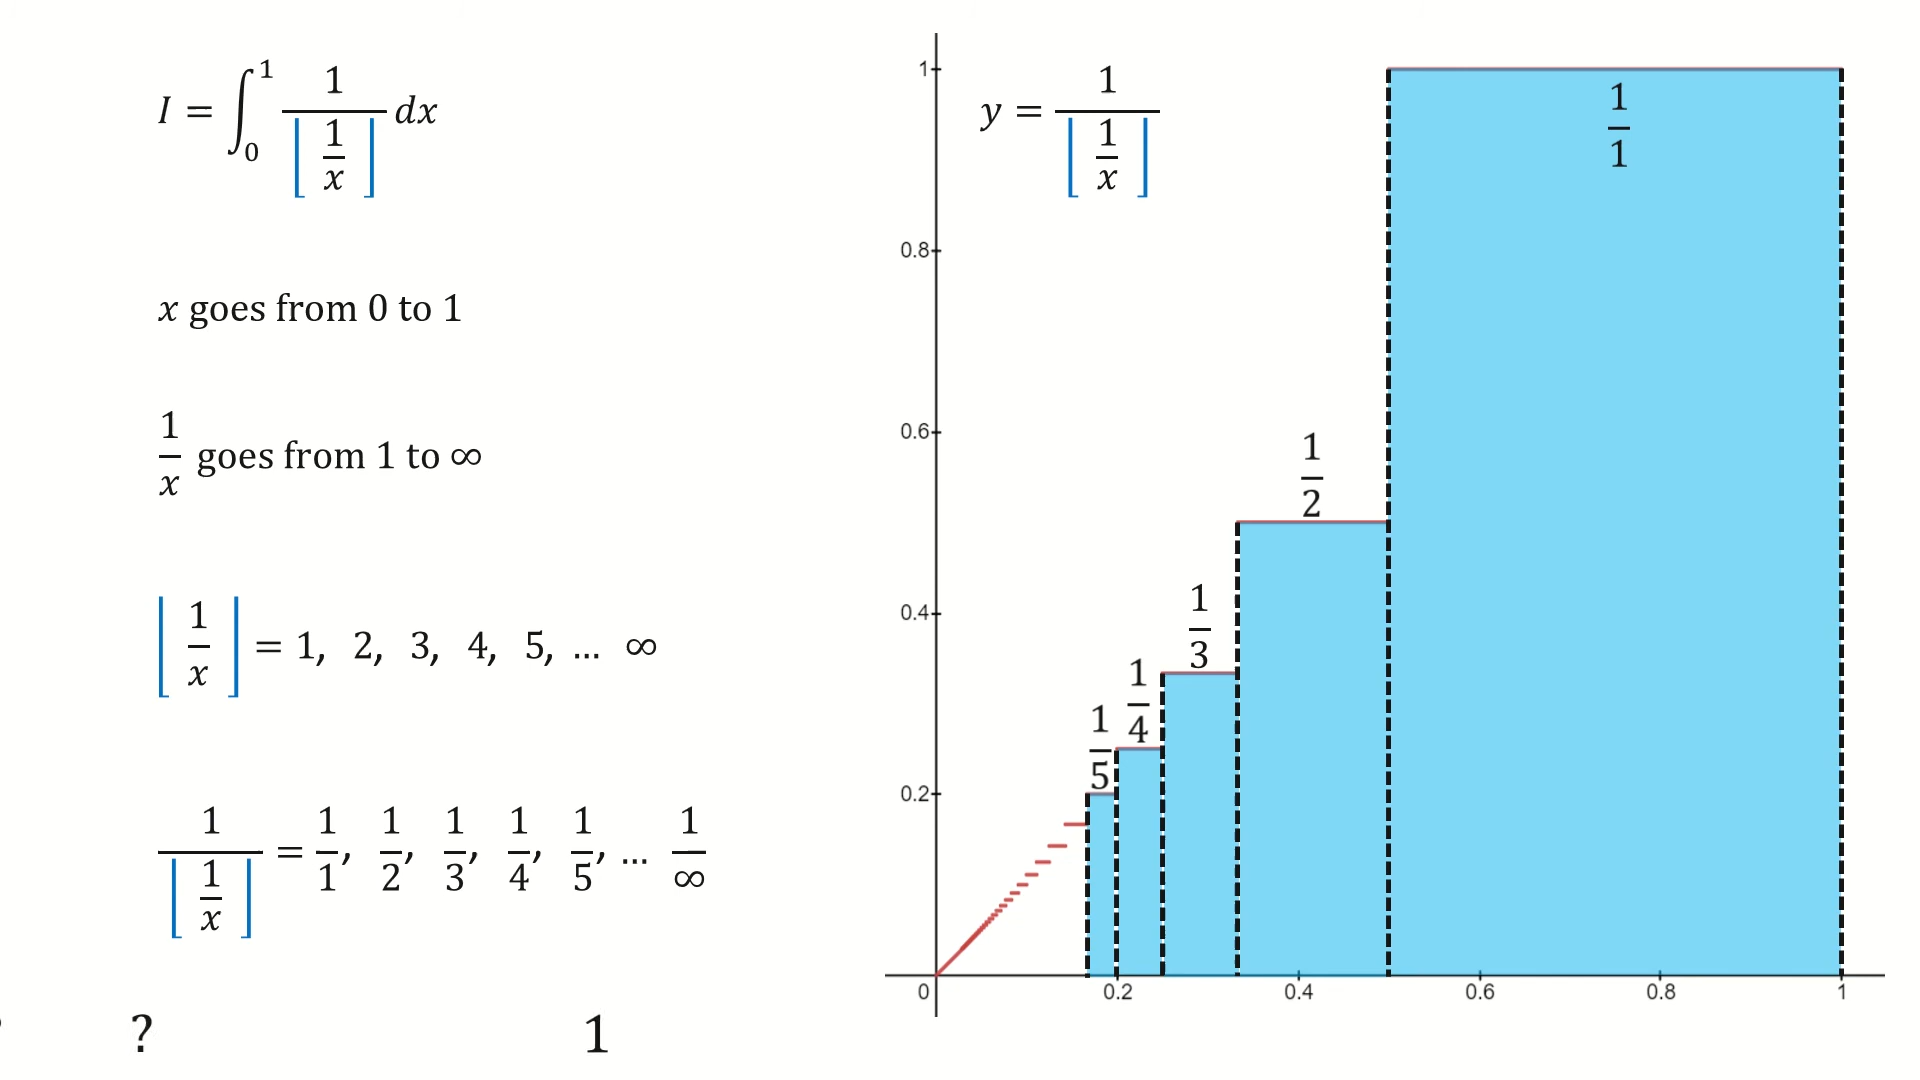 I = ∫₀¹ 1/⌊1/x⌋ dx
x goes from 0 to 1
1/x goes from 1 to ∞
⌊1/x⌋ = 1, 2, 3, 4, 5, ... ∞
1/⌊1/x⌋ = 1/1, 1/2, 1/3, 1/4, 1/5, ... 1/∞
? 1
y = 1/⌊1/x⌋
1/1
1/2
1/3
1/4
1/5
1
0.8
0.6
0.4
0.2
0 0.2 0.4 0.6 0.8 1